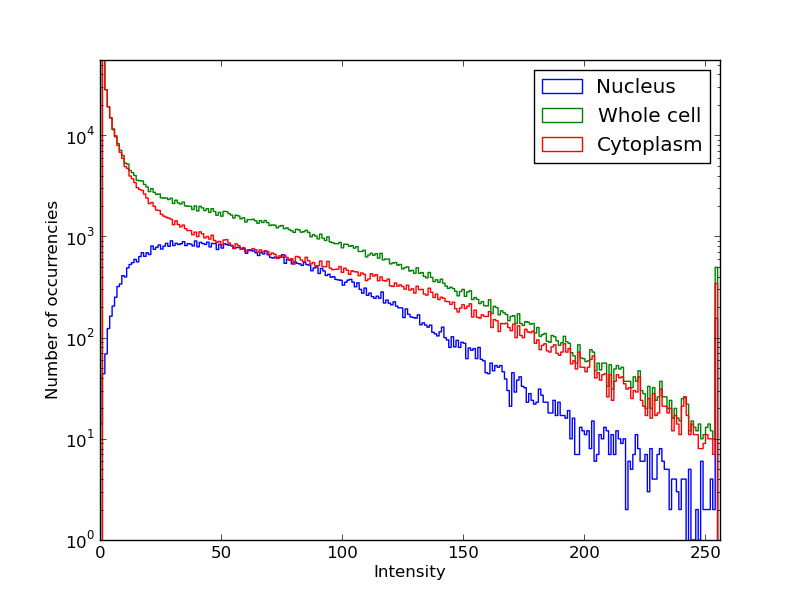 Nucleus
Whole cell
Cytoplasm
Number of occurrencies
10^4
10^3
10^2
10^1
10^0
0 50 100 150 200 250
Intensity